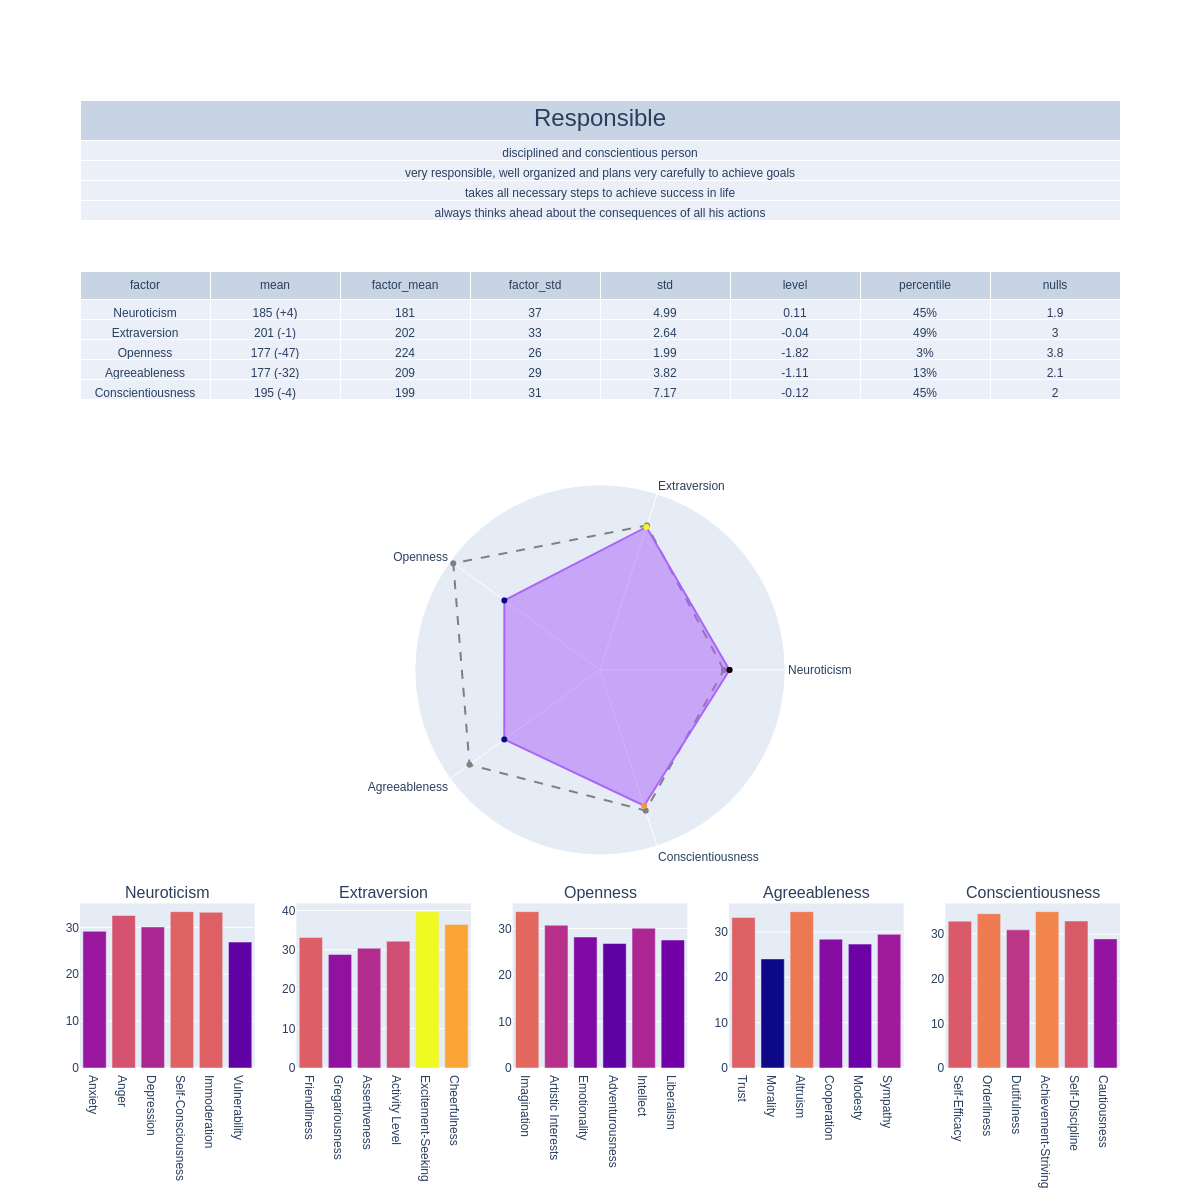 Responsible
disciplined and conscientious person
very responsible, well organized and plans very carefully to achieve goals
takes all necessary steps to achieve success in life
always thinks ahead about the consequences of all his actions
factor mean factor_mean factor_std std level percentile nulls
Neuroticism 185 (+4) 181 37 4.99 0.11 45% 1.9
Extraversion 201 (-1) 202 33 2.64 -0.04 49% 3
Openness 177 (-47) 224 26 1.99 -1.82 3% 3.8
Agreeableness 177 (-32) 209 29 3.82 -1.11 13% 2.1
Conscientiousness 195 (-4) 199 31 7.17 -0.12 45% 2
Extraversion
Openness
Neuroticism
Agreeableness
Conscientiousness
Neuroticism
30
20
10
0
Anxiety
Anger
Depression
Self-Consciousness
Immoderation
Vulnerability
Extraversion
40
30
20
10
0
Friendliness
Gregariousness
Assertiveness
Activity Level
Excitement-Seeking
Cheerfulness
Openness
30
20
10
0
Imagination
Artistic Interests
Emotionality
Adventurousness
Intellect
Liberalism
Agreeableness
30
20
10
0
Trust
Morality
Altruism
Cooperation
Modesty
Sympathy
Conscientiousness
30
20
10
0
Self-Efficacy
Orderliness
Dutifulness
Achievement-Striving
Self-Discipline
Cautiousness